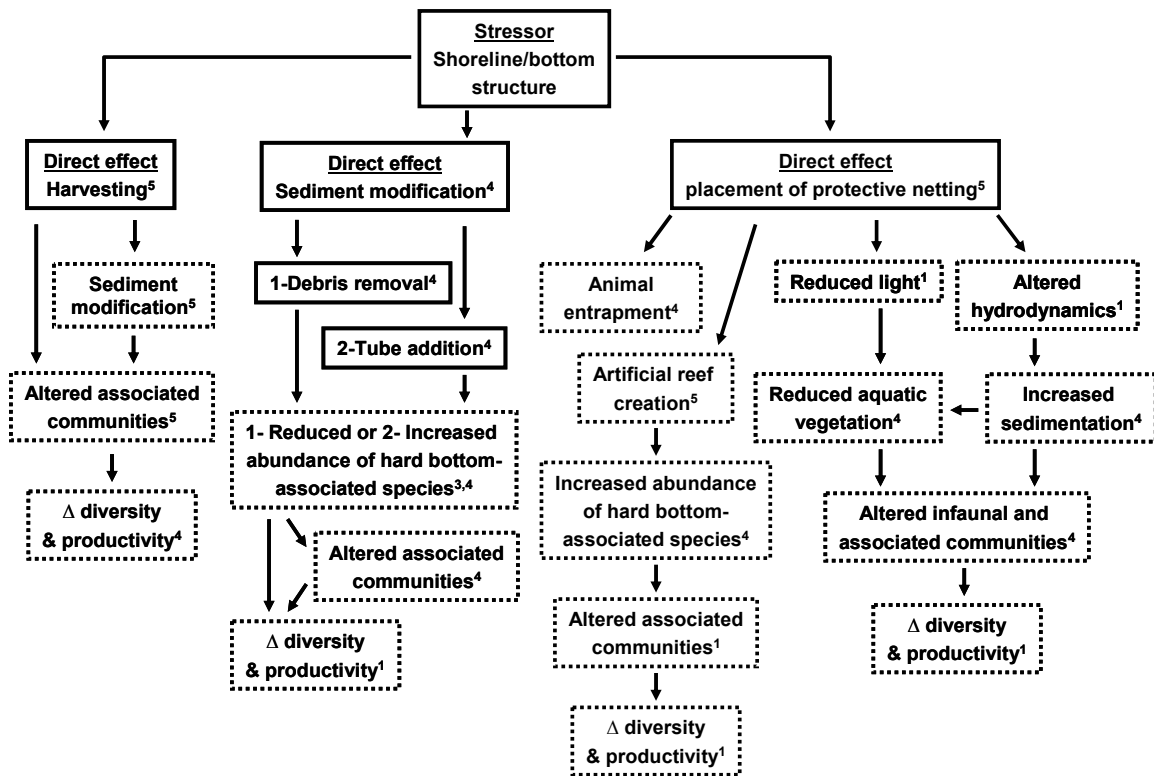 Stressor
Shoreline/bottom
structure
Direct effect
Harvesting⁵
Direct effect
Sediment modification⁴
Direct effect
placement of protective netting⁵
Sediment
modification⁵
1-Debris removal⁴
2-Tube addition⁴
Animal
entrapment⁴
Reduced light¹
Altered
hydrodynamics¹
Altered associated
communities⁵
1- Reduced or 2- Increased
abundance of hard bottom-
associated species³,⁴
Artificial reef
creation⁵
Reduced aquatic
vegetation⁴
Increased
sedimentation⁴
Δ diversity
& productivity⁴
Altered associated
communities⁴
Increased abundance
of hard bottom-
associated species⁴
Altered infaunal and
associated communities⁴
Δ diversity
& productivity¹
Altered associated
communities¹
Δ diversity
& productivity¹
Δ diversity
& productivity¹